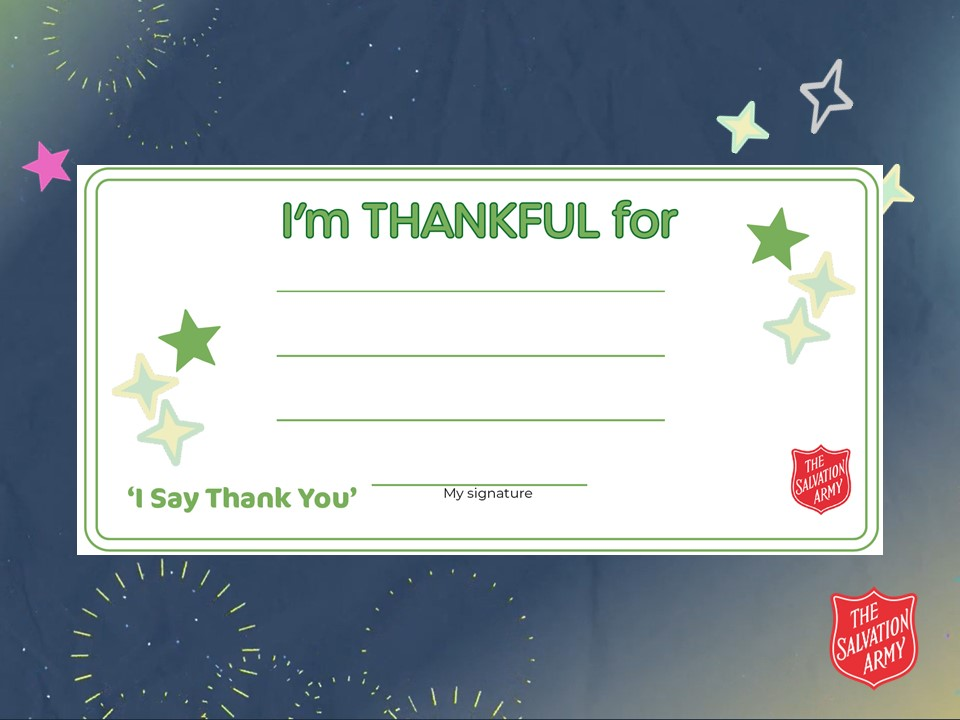 I'm THANKFUL for
THE
SALVATION
ARMY
'I Say Thank You'
My signature
THE
SALVATION
ARMY